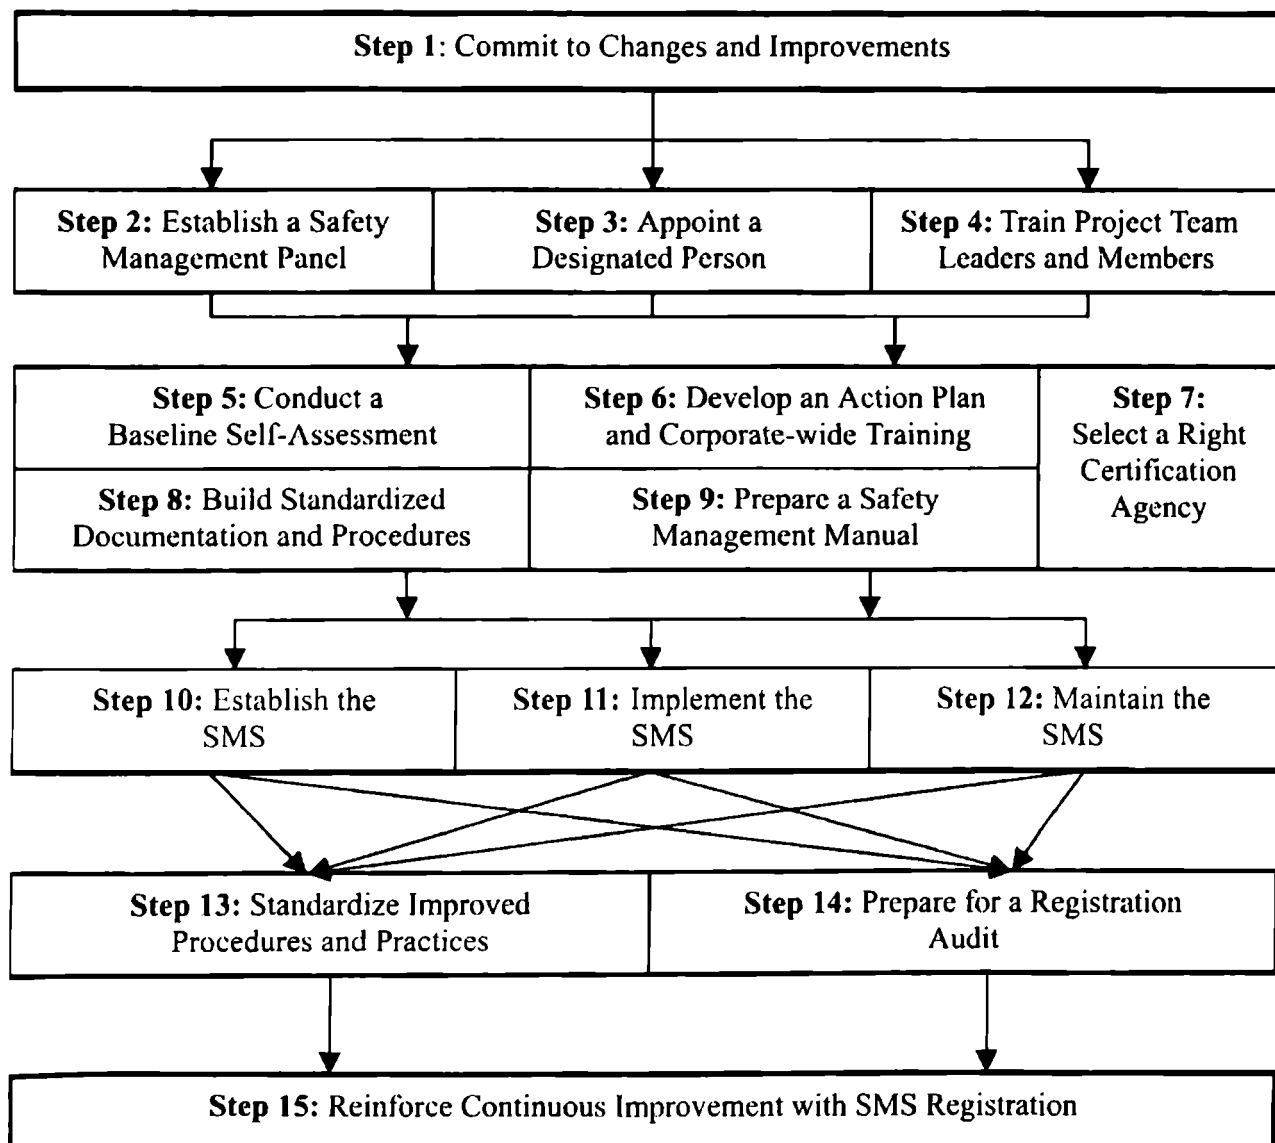 Step 1: Commit to Changes and Improvements
Step 2: Establish a Safety
Management Panel
Step 3: Appoint a
Designated Person
Step 4: Train Project Team
Leaders and Members
Step 5: Conduct a
Baseline Self-Assessment
Step 6: Develop an Action Plan
and Corporate-wide Training
Step 7:
Select a Right
Certification
Agency
Step 8: Build Standardized
Documentation and Procedures
Step 9: Prepare a Safety
Management Manual
Step 10: Establish the
SMS
Step 11: Implement the
SMS
Step 12: Maintain the
SMS
Step 13: Standardize Improved
Procedures and Practices
Step 14: Prepare for a Registration
Audit
Step 15: Reinforce Continuous Improvement with SMS Registration